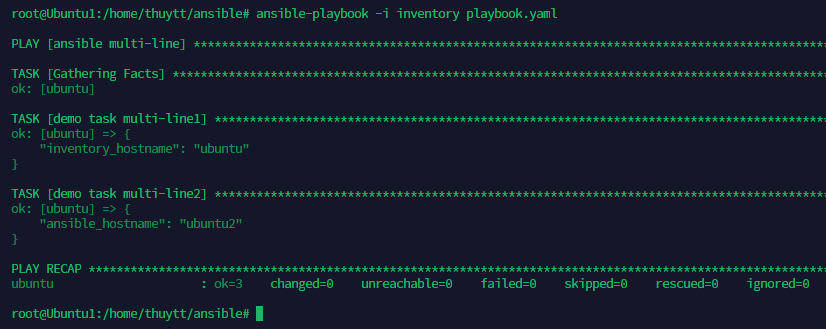 root@Ubuntu1:/home/thuytt/ansible# ansible-playbook -i inventory playbook.yaml
PLAY [ansible multi-line] *******************************************************************************************
TASK [Gathering Facts] **********************************************************************************************
ok: [ubuntu]
TASK [demo task multi-line1] ****************************************************************************************
ok: [ubuntu] => {
    "inventory_hostname": "ubuntu"
}
TASK [demo task multi-line2] ****************************************************************************************
ok: [ubuntu] => {
    "ansible_hostname": "ubuntu2"
}
PLAY RECAP **********************************************************************************************************
ubuntu                     : ok=3    changed=0    unreachable=0    failed=0    skipped=0    rescued=0    ignored=0
root@Ubuntu1:/home/thuytt/ansible#